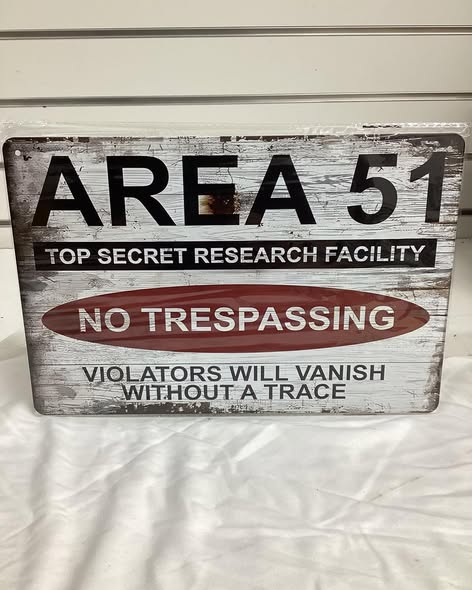 AREA 51
TOP SECRET RESEARCH FACILITY
NO TRESPASSING
VIOLATORS WILL VANISH
WITHOUT A TRACE